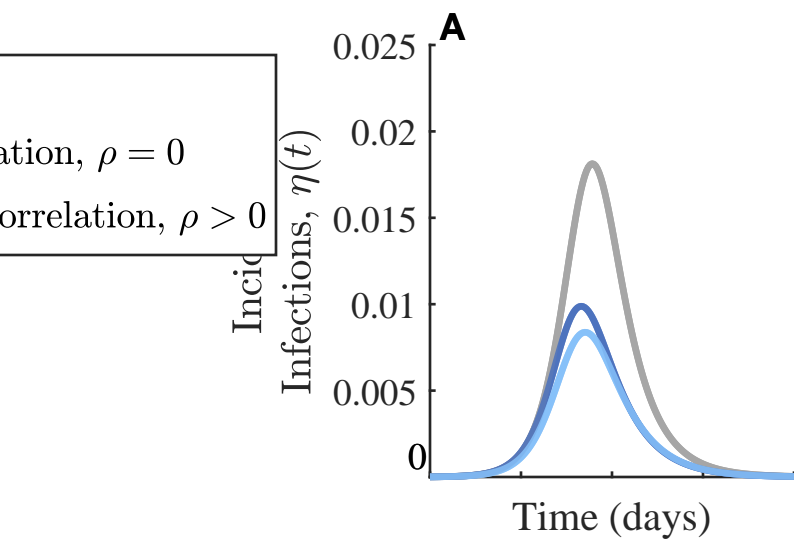 A
ation, ρ = 0
orrelation, ρ > 0
Infections, η(t)
0.025
0.02
0.015
0.01
0.005
0
Time (days)